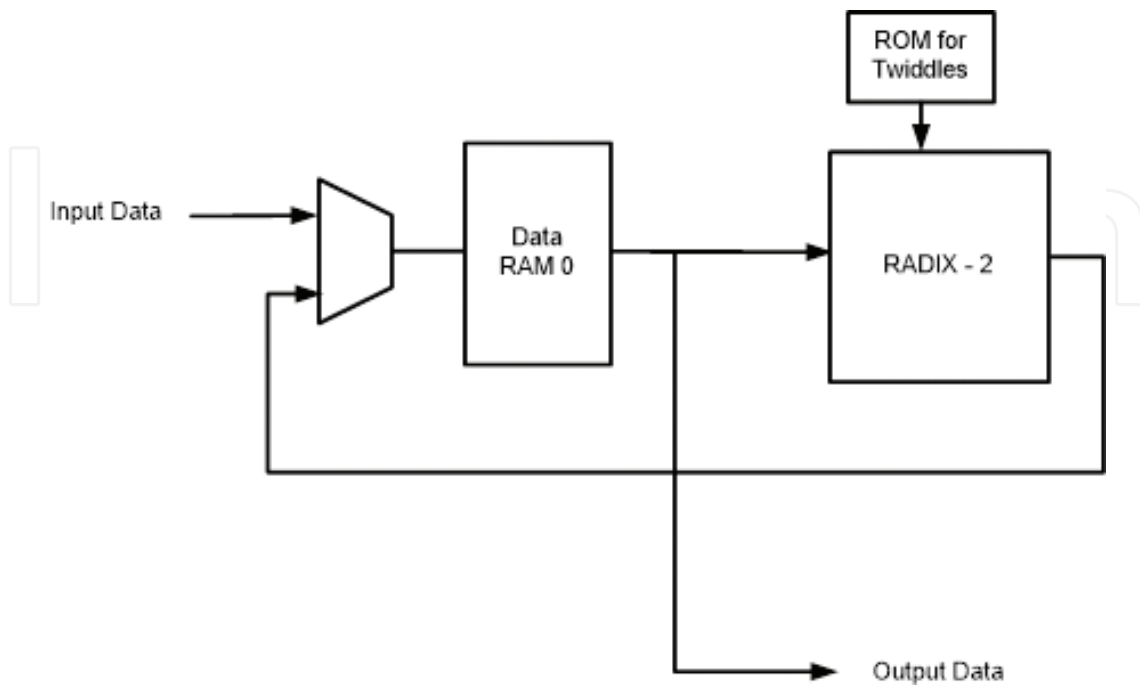 ROM for
Twiddles
Input Data
Data
RAM 0
RADIX - 2
Output Data